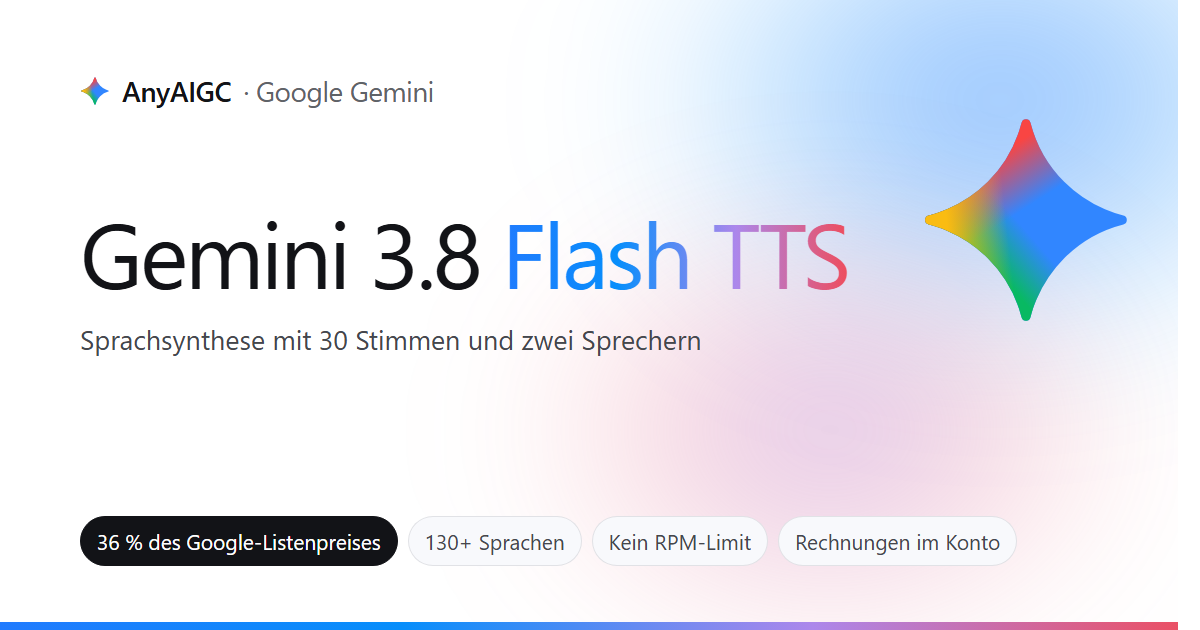 AnyAIGC · Google Gemini
Gemini 3.8 Flash TTS
Sprachsynthese mit 30 Stimmen und zwei Sprechern
36 % des Google-Listenpreises
130+ Sprachen
Kein RPM-Limit
Rechnungen im Konto